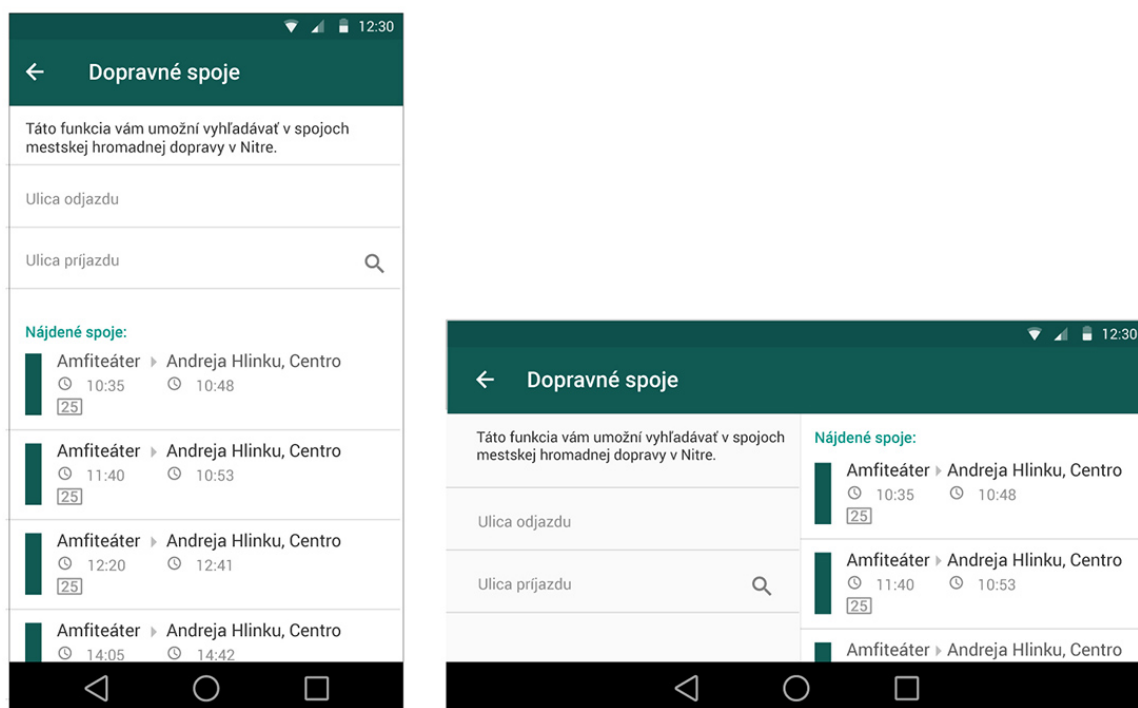 12:30
Dopravné spoje
Táto funkcia vám umožní vyhľadávať v spojoch
mestskej hromadnej dopravy v Nitre.
Ulica odjazdu
Ulica príjazdu
Nájdené spoje:
Amfiteáter Andreja Hlinku, Centro
10:35 10:48
25
Amfiteáter Andreja Hlinku, Centro
11:40 10:53
25
Amfiteáter Andreja Hlinku, Centro
12:20 12:41
25
Amfiteáter Andreja Hlinku, Centro
14:05 14:42
12:30
Dopravné spoje
Táto funkcia vám umožní vyhľadávať v spojoch
mestskej hromadnej dopravy v Nitre.
Ulica odjazdu
Ulica príjazdu
Nájdené spoje:
Amfiteáter Andreja Hlinku, Centro
10:35 10:48
25
Amfiteáter Andreja Hlinku, Centro
11:40 10:53
25
Amfiteáter Andreja Hlinku, Centro